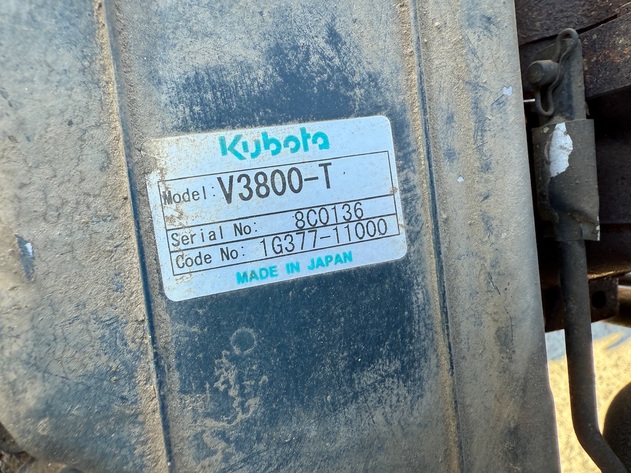 Kubota
Model: V3800-T
Serial No: 8C0136
Code No: 1G377-11000
MADE IN JAPAN